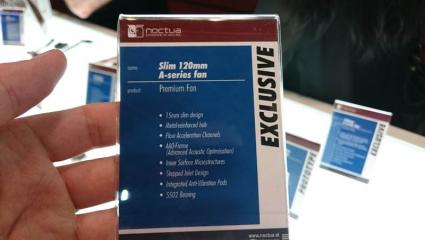 noctua
name: Slim 120mm
A-series fan
product: Premium Fan
EXCLUSIVE
• 15mm slim design
• Metal-reinforced hub
• Flow Acceleration Channels
• AAO-Frame
(Advanced Acoustic Optimisation)
• Inner Surface Microstructures
• Stepped Inlet Design
• Integrated Anti-Vibration Pads
• SSO2 Bearing
www.noctua.at
PROTOTYPE
EXCLUSIVE